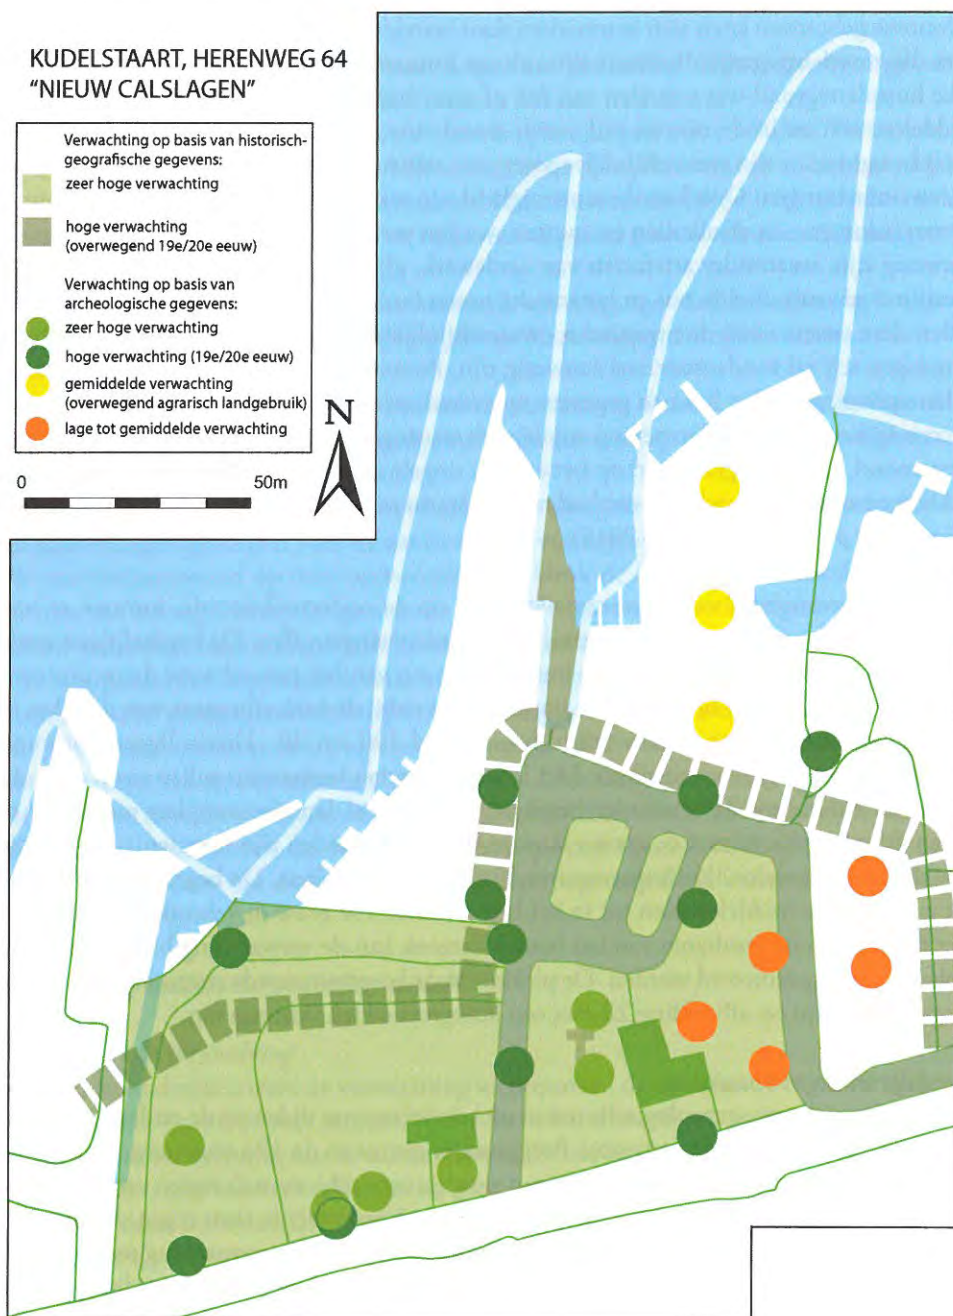 KUDELSTAART, HERENWEG 64
“NIEUW CALSLAGEN”
Verwachting op basis van historisch-
geografische gegevens:
zeer hoge verwachting
hoge verwachting
(overwegend 19e/20e eeuw)
Verwachting op basis van
archeologische gegevens:
zeer hoge verwachting
hoge verwachting (19e/20e eeuw)
gemiddelde verwachting
(overwegend agrarisch landgebruik)
lage tot gemiddelde verwachting
N
0 50m